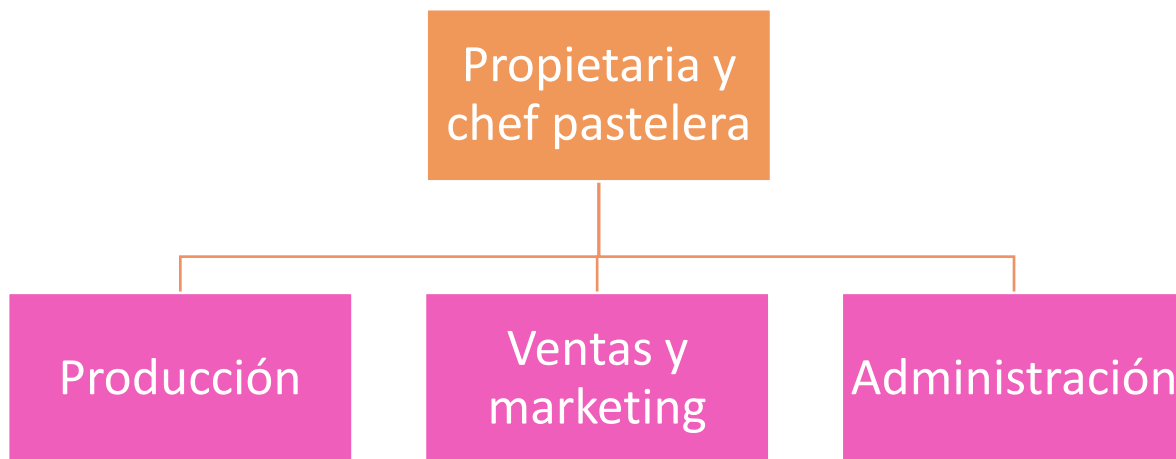 Propietaria y
chef pastelera
Producción
Ventas y
marketing
Administración